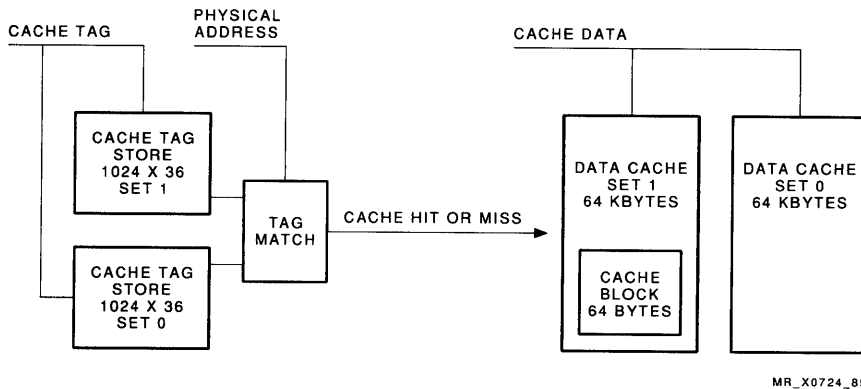 CACHE TAG
PHYSICAL
ADDRESS
CACHE DATA
CACHE TAG
STORE
1024 X 36
SET 1
TAG
MATCH
CACHE HIT OR MISS
CACHE TAG
STORE
1024 X 36
SET 0
DATA CACHE
SET 1
64 KBYTES
CACHE
BLOCK
64 BYTES
DATA CACHE
SET 0
64 KBYTES